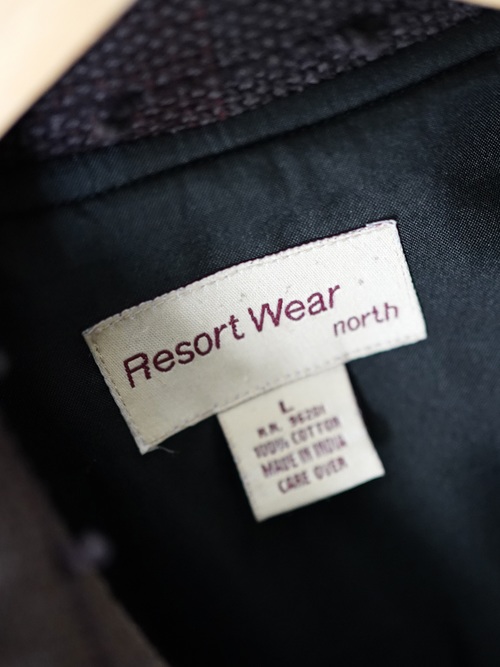 Resort Wear
north
L
R.N. 96201
100% COTTON
MADE IN INDIA
CARE OVER